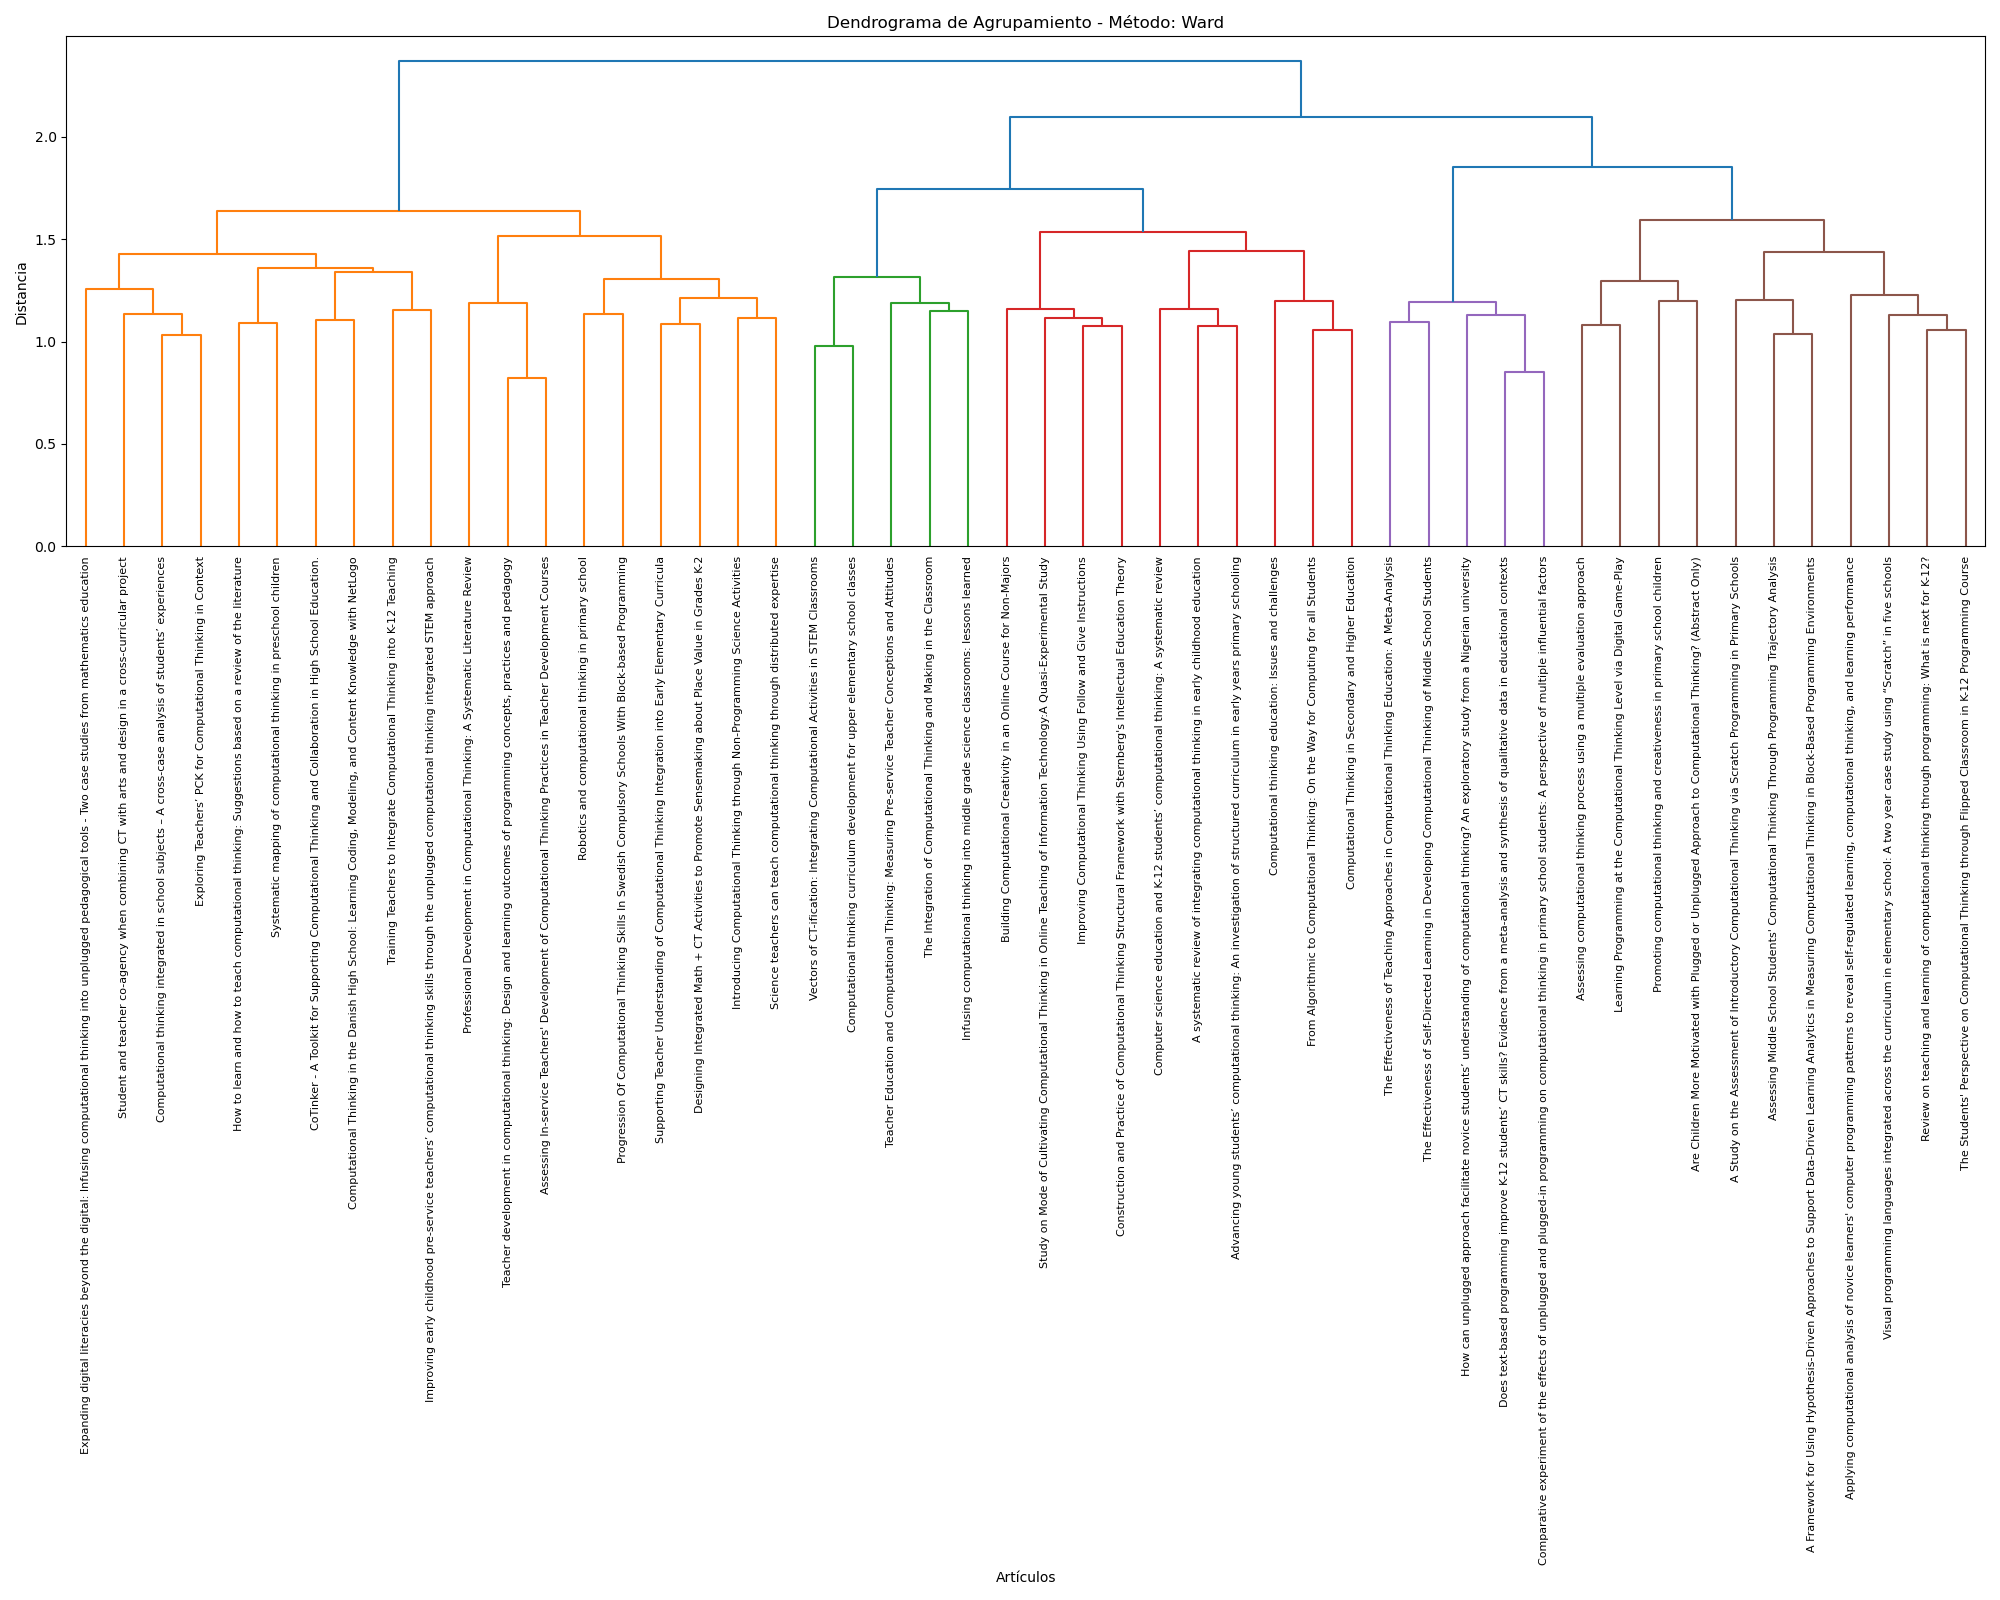 Dendrograma de Agrupamiento - Método: Ward
Distancia
2.0
1.5
1.0
0.5
0.0
Expanding digital literacies beyond the digital: Infusing computational thinking into unplugged pedagogical tools - Two case studies from mathematics education
Student and teacher co-agency when combining CT with arts and design in a cross-curricular project
Computational thinking integrated in school subjects – A cross-case analysis of students’ experiences
Exploring Teachers’ PCK for Computational Thinking in Context
How to learn and how to teach computational thinking: Suggestions based on a review of the literature
Systematic mapping of computational thinking in preschool children
CoTinker - A Toolkit for Supporting Computational Thinking and Collaboration in High School Education.
Computational Thinking in the Danish High School: Learning Coding, Modeling, and Content Knowledge with NetLogo
Training Teachers to Integrate Computational Thinking into K-12 Teaching
Improving early childhood pre-service teachers’ computational thinking skills through the unplugged computational thinking integrated STEM approach
Professional Development in Computational Thinking: A Systematic Literature Review
Teacher development in computational thinking: Design and learning outcomes of programming concepts, practices and pedagogy
Assessing In-service Teachers' Development of Computational Thinking Practices in Teacher Development Courses
Robotics and computational thinking in primary school
Progression Of Computational Thinking Skills In Swedish Compulsory Schools With Block-based Programming
Supporting Teacher Understanding of Computational Thinking Integration into Early Elementary Curricula
Designing Integrated Math + CT Activities to Promote Sensemaking about Place Value in Grades K-2
Introducing Computational Thinking through Non-Programming Science Activities
Science teachers can teach computational thinking through distributed expertise
Vectors of CT-ification: Integrating Computational Activities in STEM Classrooms
Computational thinking curriculum development for upper elementary school classes
Teacher Education and Computational Thinking: Measuring Pre-service Teacher Conceptions and Attitudes
The Integration of Computational Thinking and Making in the Classroom
Infusing computational thinking into middle grade science classrooms: lessons learned
Building Computational Creativity in an Online Course for Non-Majors
Study on Mode of Cultivating Computational Thinking in Online Teaching of Information Technology:A Quasi-Experimental Study
Improving Computational Thinking Using Follow and Give Instructions
Construction and Practice of Computational Thinking Structural Framework with Sternberg's Intellectual Education Theory
Computer science education and K-12 students’ computational thinking: A systematic review
A systematic review of integrating computational thinking in early childhood education
Advancing young students’ computational thinking: An investigation of structured curriculum in early years primary schooling
Computational thinking education: Issues and challenges
From Algorithmic to Computational Thinking: On the Way for Computing for all Students
Computational Thinking in Secondary and Higher Education
The Effectiveness of Teaching Approaches in Computational Thinking Education: A Meta-Analysis
The Effectiveness of Self-Directed Learning in Developing Computational Thinking of Middle School Students
How can unplugged approach facilitate novice students’ understanding of computational thinking? An exploratory study from a Nigerian university
Does text-based programming improve K-12 students’ CT skills? Evidence from a meta-analysis and synthesis of qualitative data in educational contexts
Comparative experiment of the effects of unplugged and plugged-in programming on computational thinking in primary school students: A perspective of multiple influential factors
Assessing computational thinking process using a multiple evaluation approach
Learning Programming at the Computational Thinking Level via Digital Game-Play
Promoting computational thinking and creativeness in primary school children
Are Children More Motivated with Plugged or Unplugged Approach to Computational Thinking? (Abstract Only)
A Study on the Assessment of Introductory Computational Thinking via Scratch Programming in Primary Schools
Assessing Middle School Students' Computational Thinking Through Programming Trajectory Analysis
A Framework for Using Hypothesis-Driven Approaches to Support Data-Driven Learning Analytics in Measuring Computational Thinking in Block-Based Programming Environments
Applying computational analysis of novice learners' computer programming patterns to reveal self-regulated learning, computational thinking, and learning performance
Visual programming languages integrated across the curriculum in elementary school: A two year case study using “Scratch” in five schools
Review on teaching and learning of computational thinking through programming: What is next for K-12?
The Students' Perspective on Computational Thinking through Flipped Classroom in K-12 Programming Course
Artículos